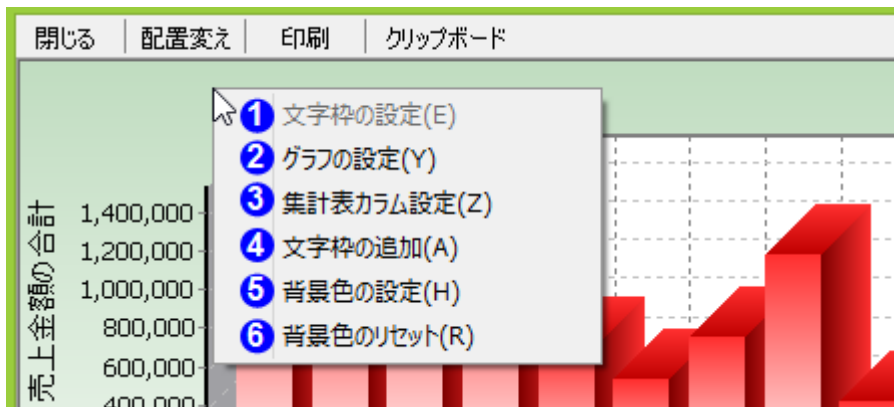 閉じる 配置変え 印刷 クリップボード
1 文字枠の設定(E)
2 グラフの設定(Y)
3 集計表カラム設定(Z)
4 文字枠の追加(A)
5 背景色の設定(H)
6 背景色のリセット(R)
売上金額の合計
1,400,000
1,200,000
1,000,000
800,000
600,000
400,000